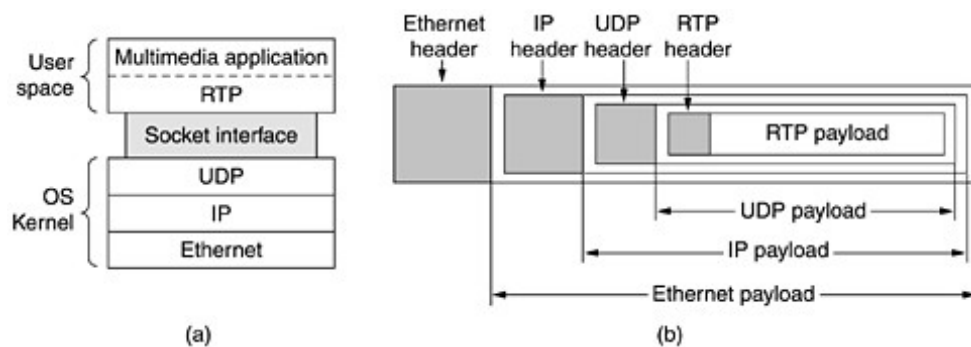 User
space
Multimedia application
RTP
Socket interface
OS
Kernel
UDP
IP
Ethernet
(a)
Ethernet
header
IP
header
UDP
header
RTP
header
RTP payload
UDP payload
IP payload
Ethernet payload
(b)